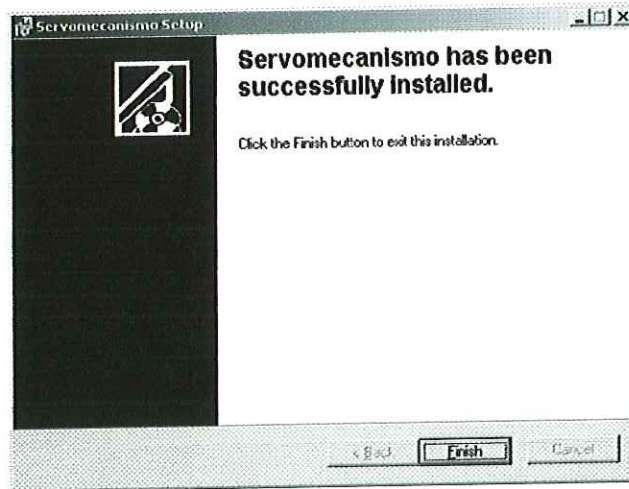 Servomecanismo Setup
Servomecanismo has been
successfully installed.
Click the Finish button to exit this installation.
< Back
Finish
Cancel